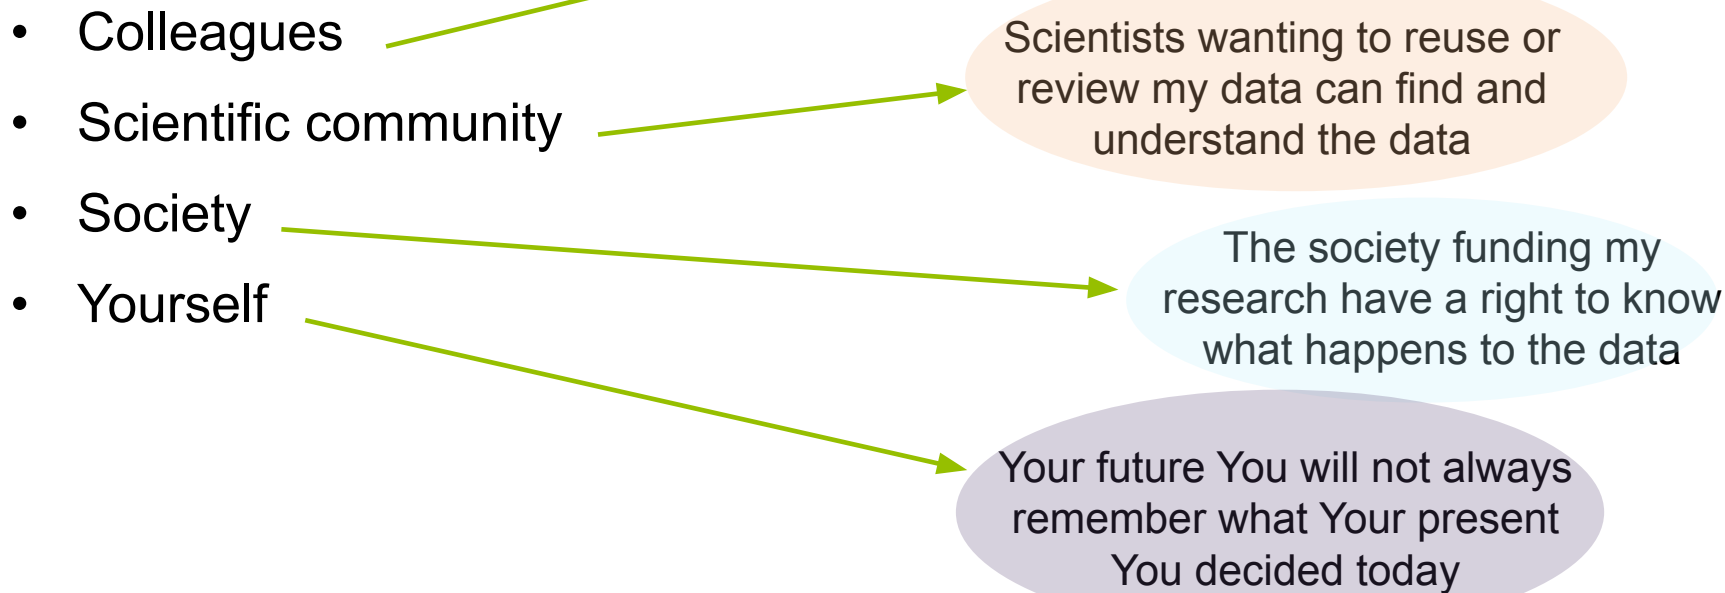 • Colleagues
• Scientific community
• Society
• Yourself
Scientists wanting to reuse or
review my data can find and
understand the data
The society funding my
research have a right to know
what happens to the data
Your future You will not always
remember what Your present
You decided today